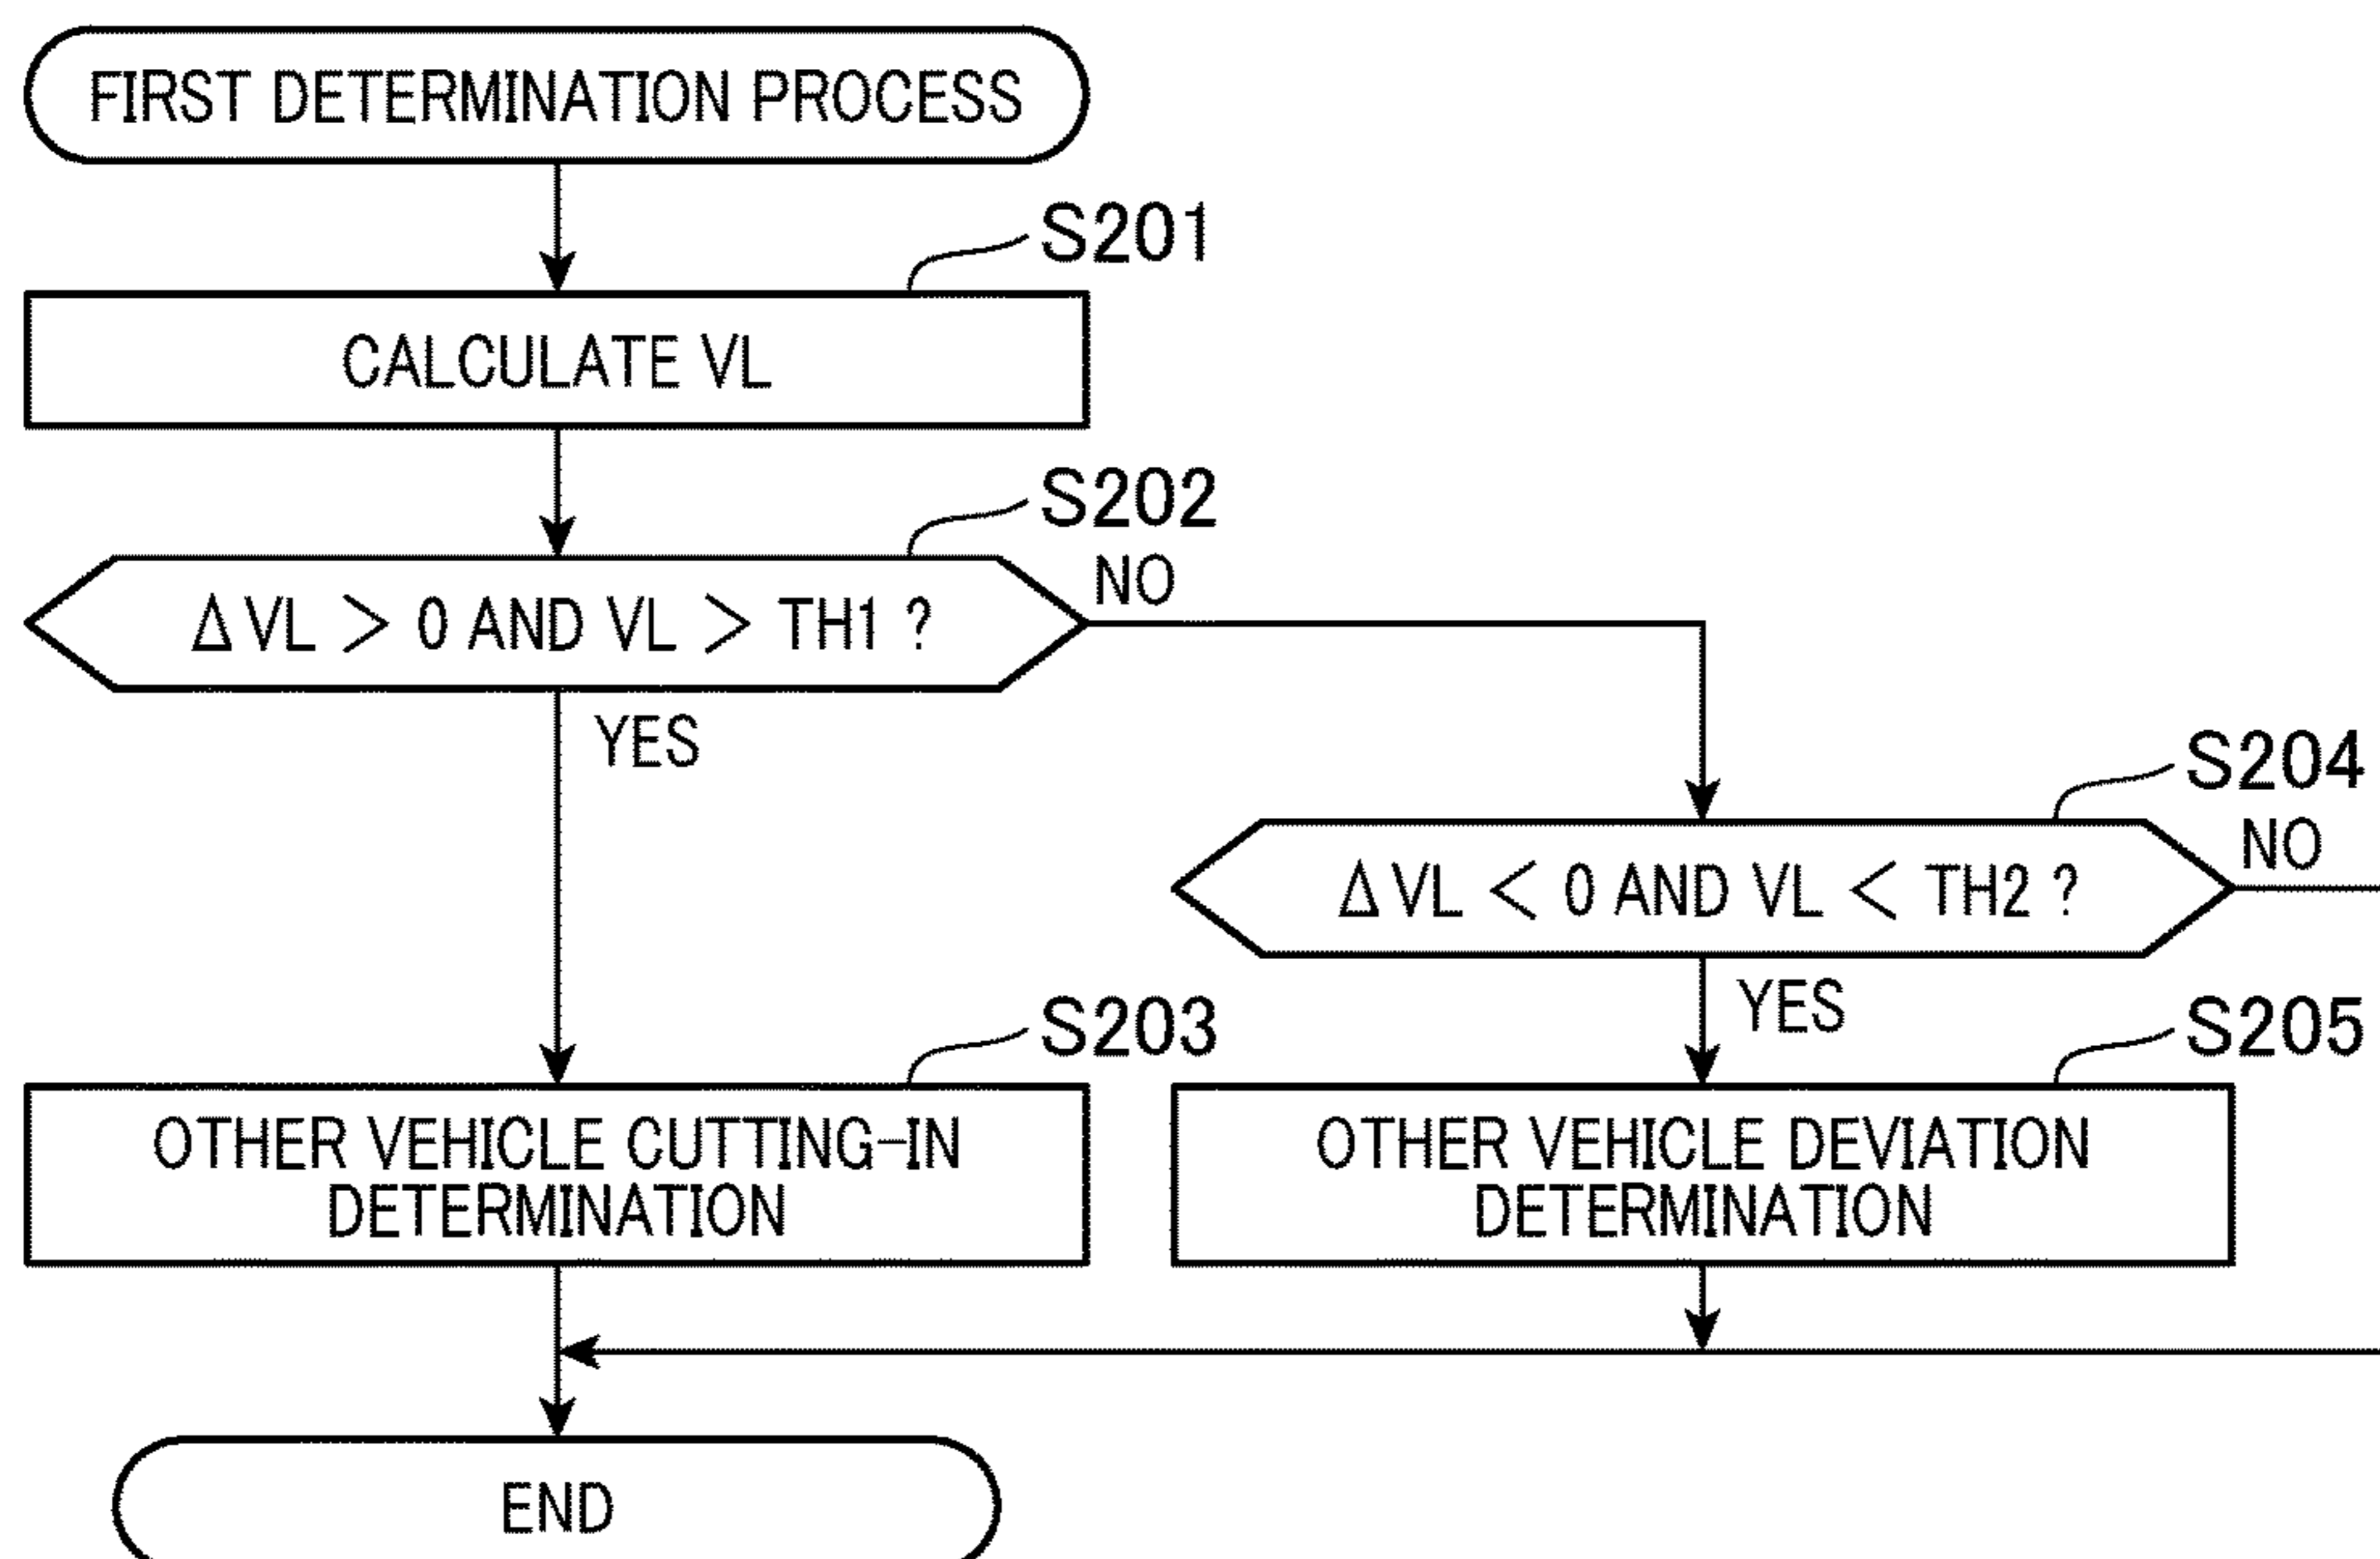 FIRST DETERMINATION PROCESS
S201
CALCULATE VL
S202
NO
ΔVL > 0 AND VL > TH1 ?
YES
S204
NO
ΔVL < 0 AND VL < TH2 ?
YES
S203
S205
OTHER VEHICLE CUTTING-IN
DETERMINATION
OTHER VEHICLE DEVIATION
DETERMINATION
END